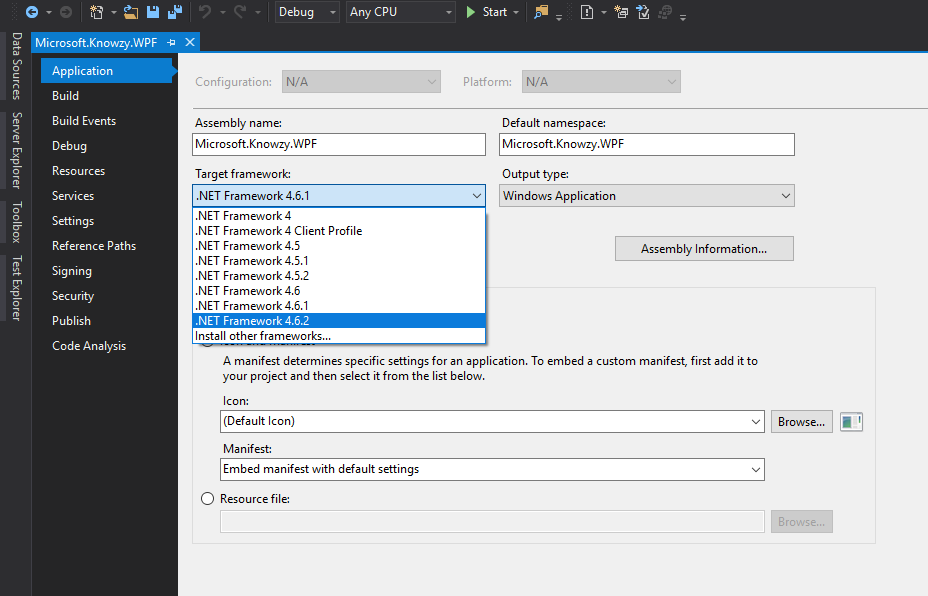 Debug Any CPU Start
Microsoft.Knowzy.WPF
Data Sources
Server Explorer
Toolbox
Test Explorer
Application
Build
Build Events
Debug
Resources
Services
Settings
Reference Paths
Signing
Security
Publish
Code Analysis
Configuration: N/A Platform: N/A
Assembly name: Default namespace:
Microsoft.Knowzy.WPF Microsoft.Knowzy.WPF
Target framework: Output type:
.NET Framework 4.6.1 Windows Application
.NET Framework 4
.NET Framework 4 Client Profile
.NET Framework 4.5
.NET Framework 4.5.1
Assembly Information...
.NET Framework 4.5.2
.NET Framework 4.6
.NET Framework 4.6.1
.NET Framework 4.6.2
Install other frameworks...
A manifest determines specific settings for an application. To embed a custom manifest, first add it to
your project and then select it from the list below.
Icon:
(Default Icon) Browse...
Manifest:
Embed manifest with default settings
Resource file:
Browse...